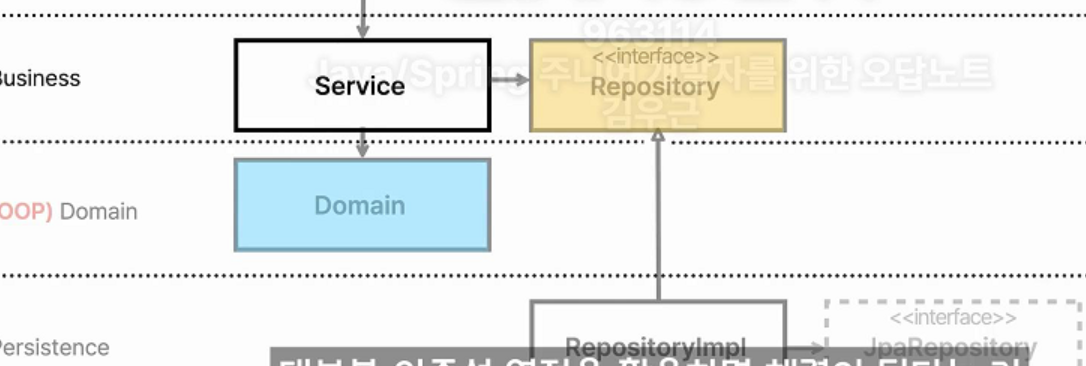 963114
<<interface>>
Java/Spring 주니어 개발자를 위한 오답노트
Business
Service
Repository
김우근
Domain
OOP) Domain
<<interface>>
Persistence
RepositoryImpl
JpaRepository